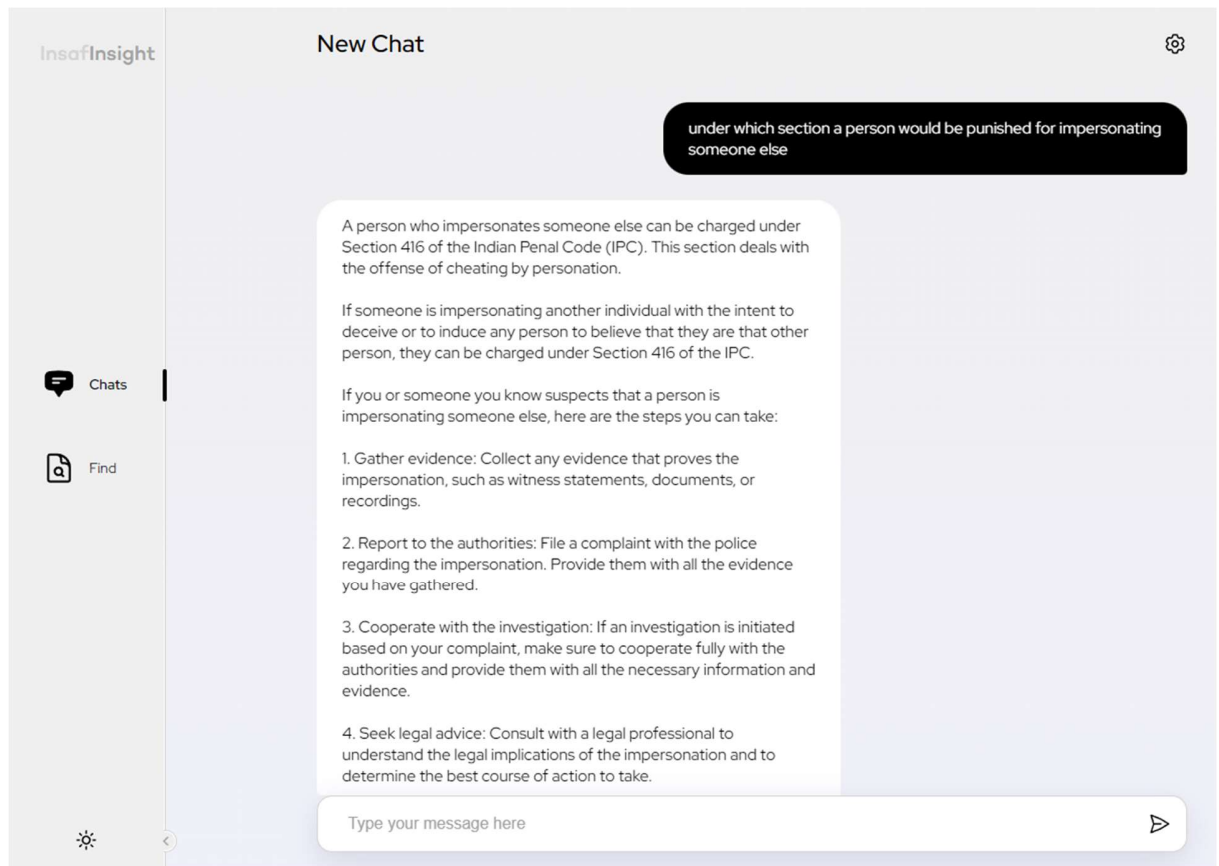 InsafInsight
New Chat
under which section a person would be punished for impersonating
someone else
A person who impersonates someone else can be charged under
Section 416 of the Indian Penal Code (IPC). This section deals with
the offense of cheating by personation.
If someone is impersonating another individual with the intent to
deceive or to induce any person to believe that they are that other
person, they can be charged under Section 416 of the IPC.
If you or someone you know suspects that a person is
impersonating someone else, here are the steps you can take:
1. Gather evidence: Collect any evidence that proves the
impersonation, such as witness statements, documents, or
recordings.
2. Report to the authorities: File a complaint with the police
regarding the impersonation. Provide them with all the evidence
you have gathered.
3. Cooperate with the investigation: If an investigation is initiated
based on your complaint, make sure to cooperate fully with the
authorities and provide them with all the necessary information and
evidence.
4. Seek legal advice: Consult with a legal professional to
understand the legal implications of the impersonation and to
determine the best course of action to take.
Chats
Find
Type your message here